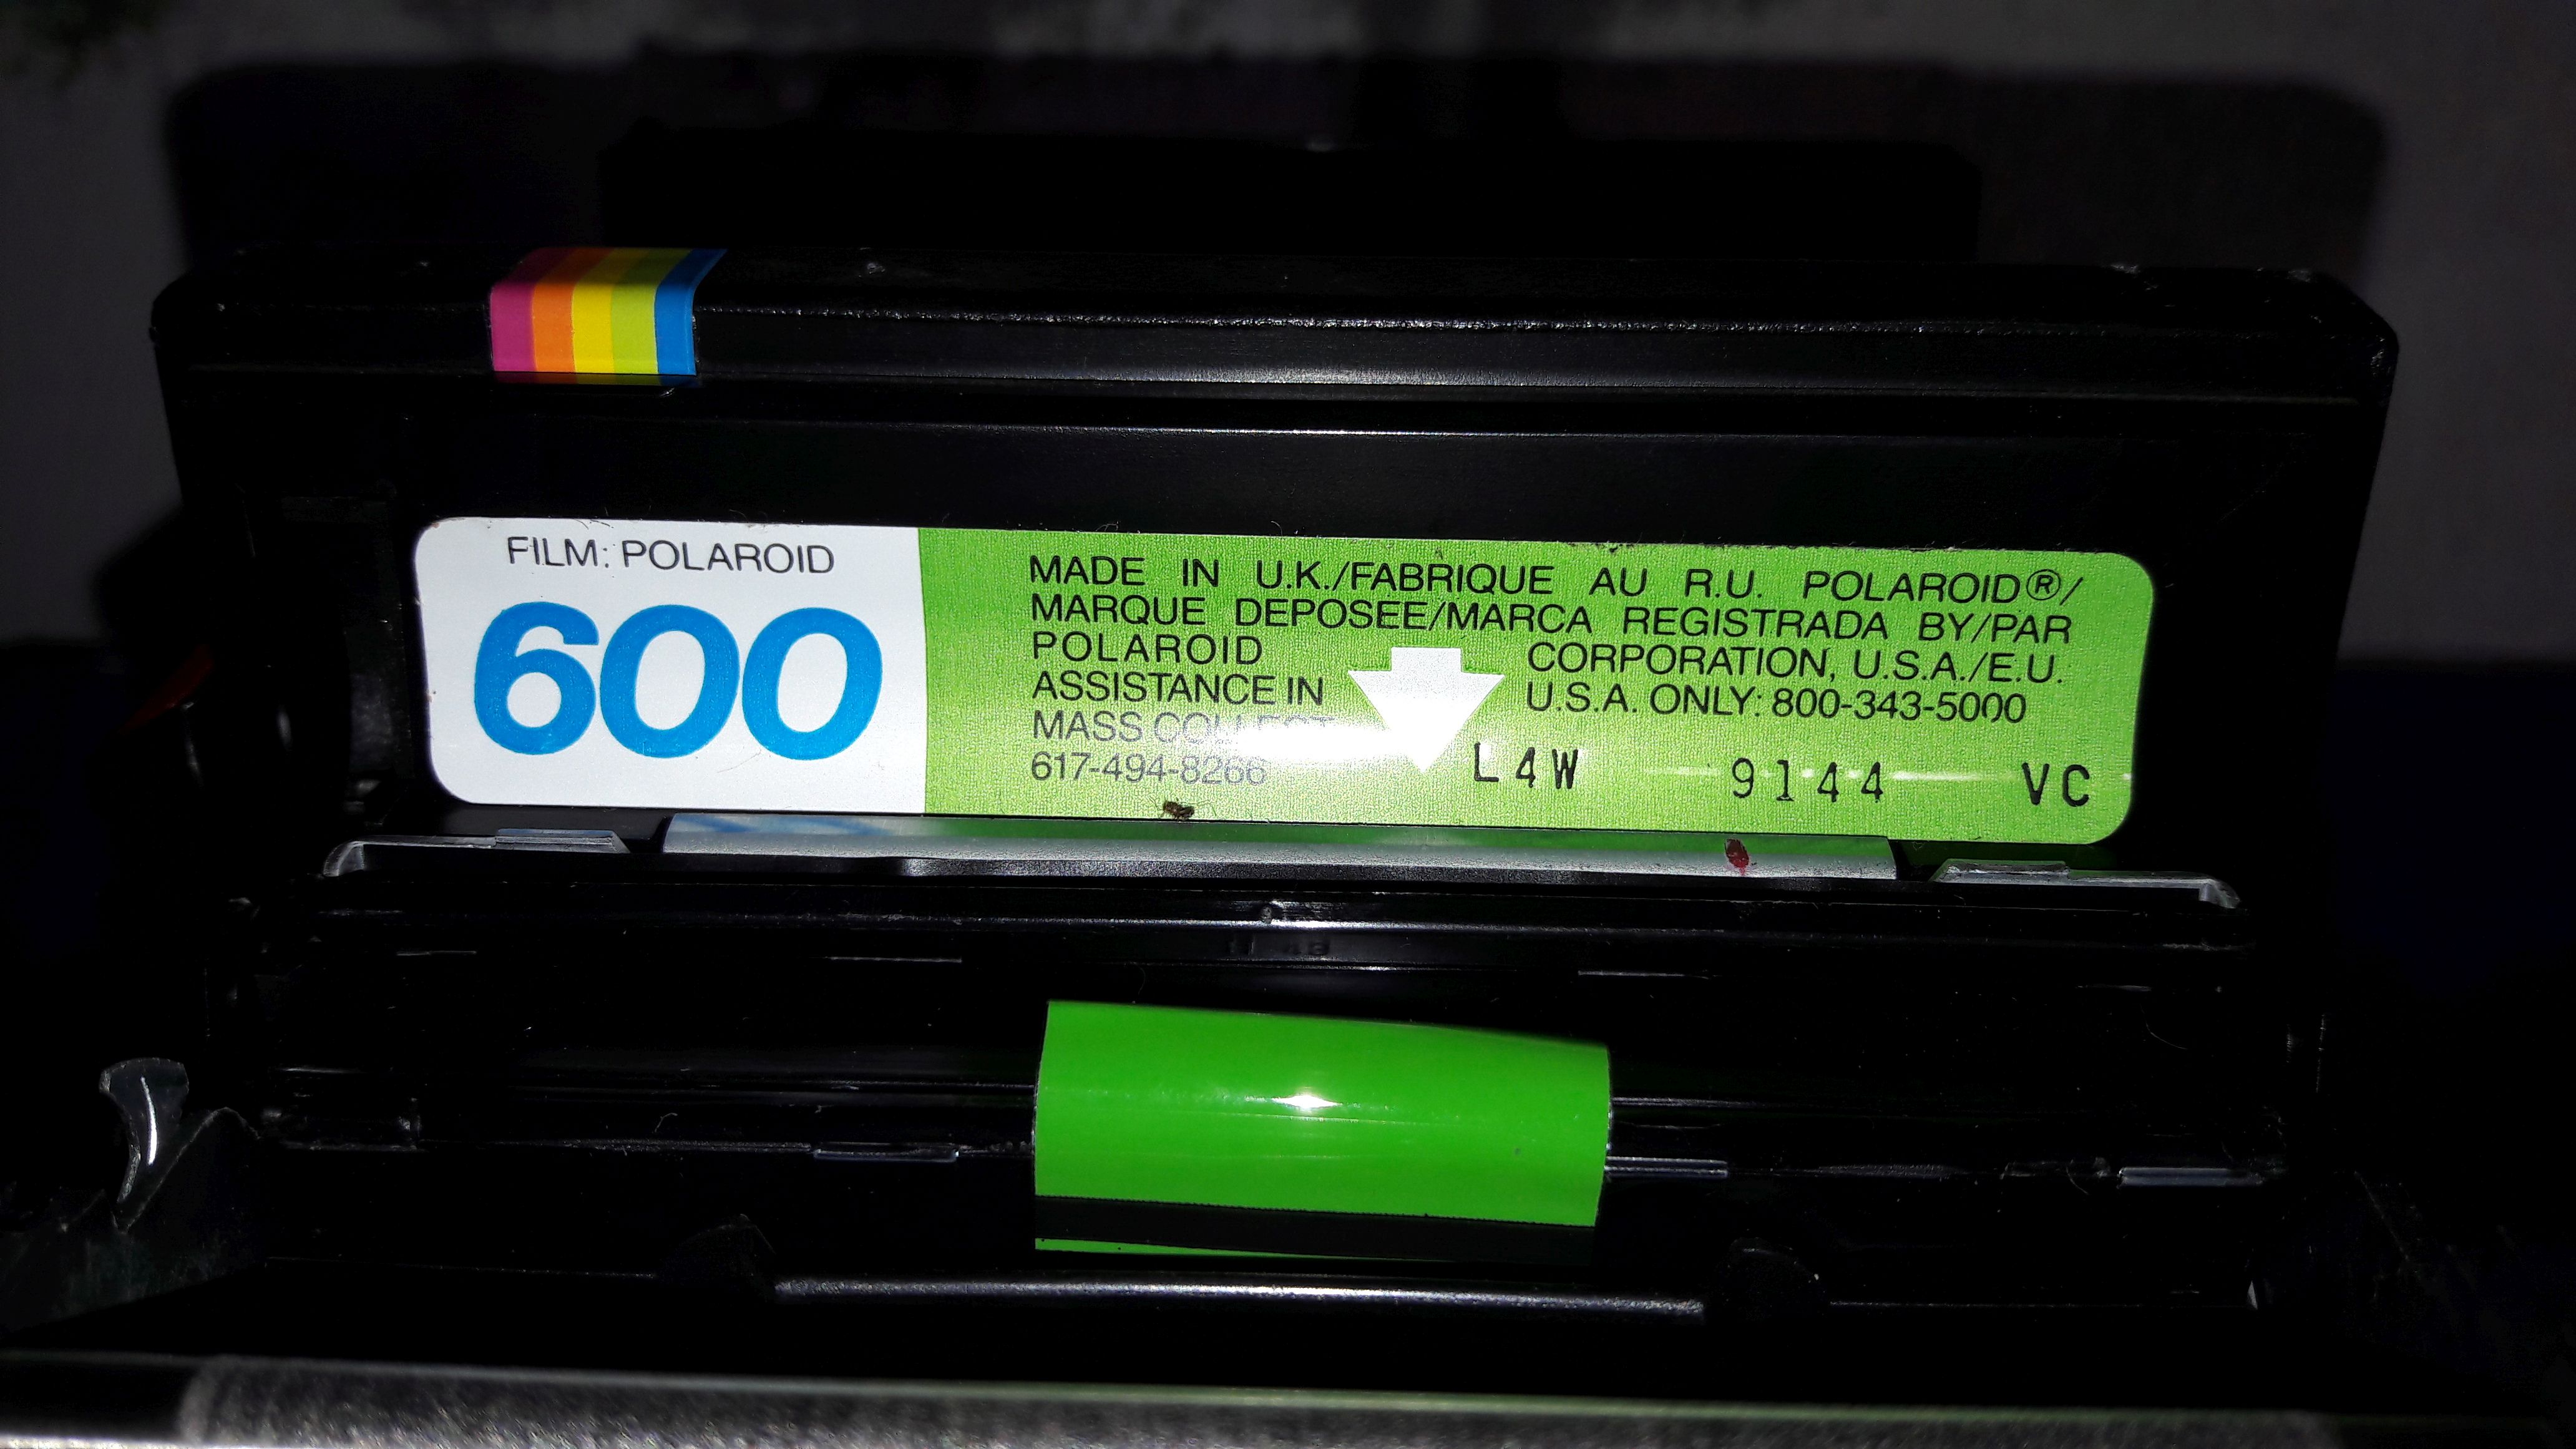 FILM: POLAROID
600
MADE IN U.K./FABRIQUE AU R.U. POLAROID®/
MARQUE DEPOSEE/MARCA REGISTRADA BY/PAR
POLAROID CORPORATION, U.S.A./E.U.
ASSISTANCE IN U.S.A. ONLY: 800-343-5000
MASS COLLECT
617-494-8266
L4W 9144 VC